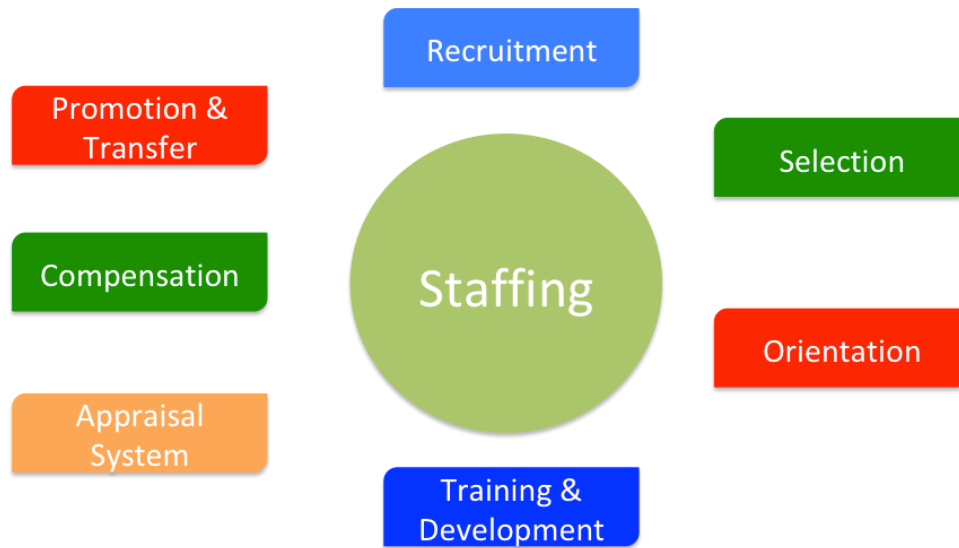 Recruitment
Promotion &
Transfer
Selection
Compensation
Staffing
Orientation
Appraisal
System
Training &
Development